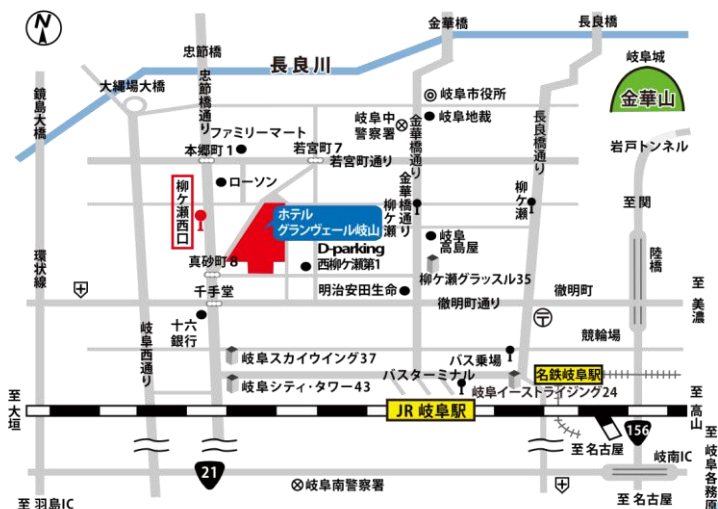 N
金華橋
長良橋
忠節橋
長良川
岐阜城
金華山
大縄場大橋
鏡島大橋
忠節橋通り
ファミリーマート
本郷町1
若宮町7
若宮町通り
岐阜中
警察署
岐阜市役所
岐阜地裁
金華橋通り
長良橋通り
岩戸トンネル
ローソン
柳ケ瀬西口
ホテル
グランヴェール岐山
金華橋通り
柳ケ瀬
柳ケ瀬
至 関
岐阜
高島屋
陸橋
D-parking
西柳ケ瀬第1
真砂町8
柳ケ瀬グラッスル35
環状線
千手堂
明治安田生命
徹明町通り
徹明町
至 美濃
十六
銀行
岐阜西通り
競輪場
岐阜スカイウイング37
バス乗場
バスターミナル
名鉄岐阜駅
岐阜シティ・タワー43
岐阜イーストライジング24
至 大垣
JR 岐阜駅
至 高山
至 名古屋
156
至 岐阜各務原
21
岐南IC
岐阜南警察署
至 羽島IC
至 名古屋